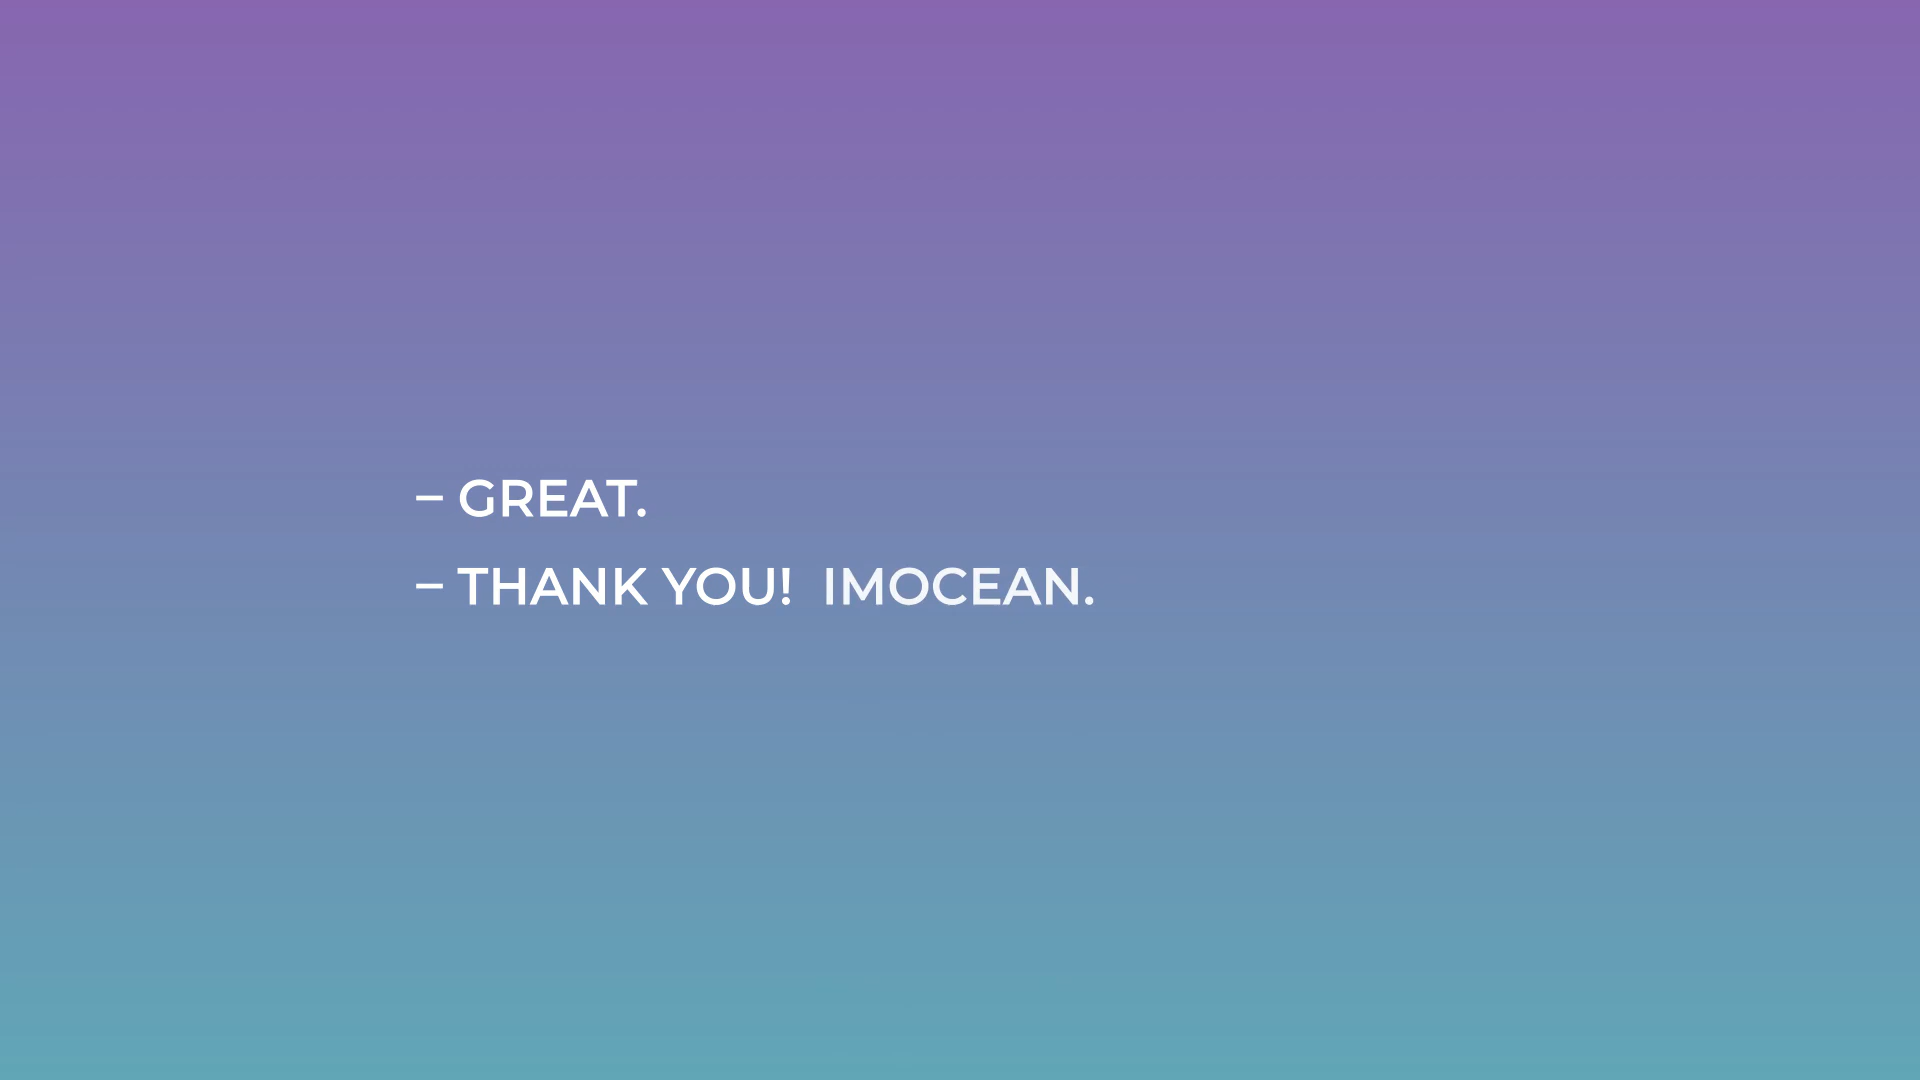 – GREAT.
– THANK YOU!  IMOCEAN.